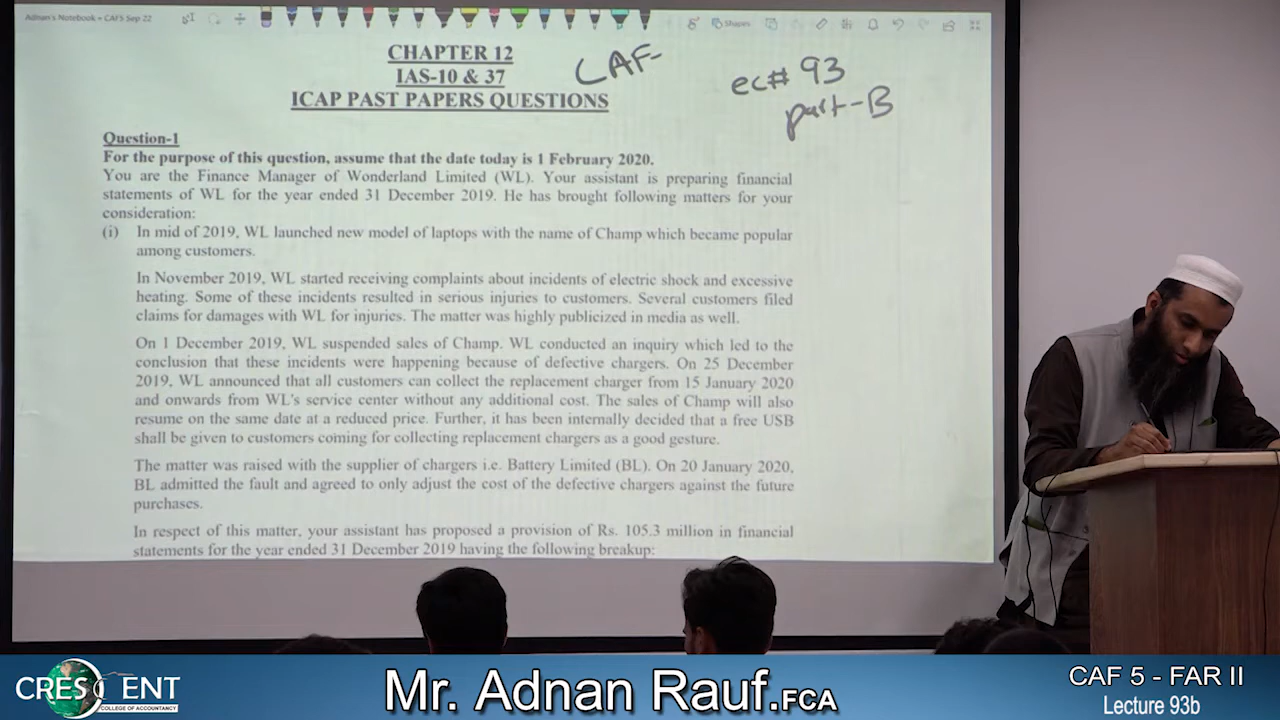 Adnan's Notebook • CAF 5 Sep 22
Shapes
CHAPTER 12
IAS-10 & 37
ICAP PAST PAPERS QUESTIONS
CAF-
ec# 93
part-B
Question-1
For the purpose of this question, assume that the date today is 1 February 2020.
You are the Finance Manager of Wonderland Limited (WL). Your assistant is preparing financial
statements of WL for the year ended 31 December 2019. He has brought following matters for your
consideration:
(i) In mid of 2019, WL launched new model of laptops with the name of Champ which became popular
among customers.
In November 2019, WL started receiving complaints about incidents of electric shock and excessive
heating. Some of these incidents resulted in serious injuries to customers. Several customers filed
claims for damages with WL for injuries. The matter was highly publicized in media as well.
On 1 December 2019, WL suspended sales of Champ. WL conducted an inquiry which led to the
conclusion that these incidents were happening because of defective chargers. On 25 December
2019, WL announced that all customers can collect the replacement charger from 15 January 2020
and onwards from WL's service center without any additional cost. The sales of Champ will also
resume on the same date at a reduced price. Further, it has been internally decided that a free USB
shall be given to customers coming for collecting replacement chargers as a good gesture.
The matter was raised with the supplier of chargers i.e. Battery Limited (BL). On 20 January 2020,
BL admitted the fault and agreed to only adjust the cost of the defective chargers against the future
purchases.
In respect of this matter, your assistant has proposed a provision of Rs. 105.3 million in financial
statements for the year ended 31 December 2019 having the following breakup:
CRESCENT
COLLEGE OF ACCOUNTANCY
Mr. Adnan Rauf.FCA
CAF 5 - FAR II
Lecture 93b